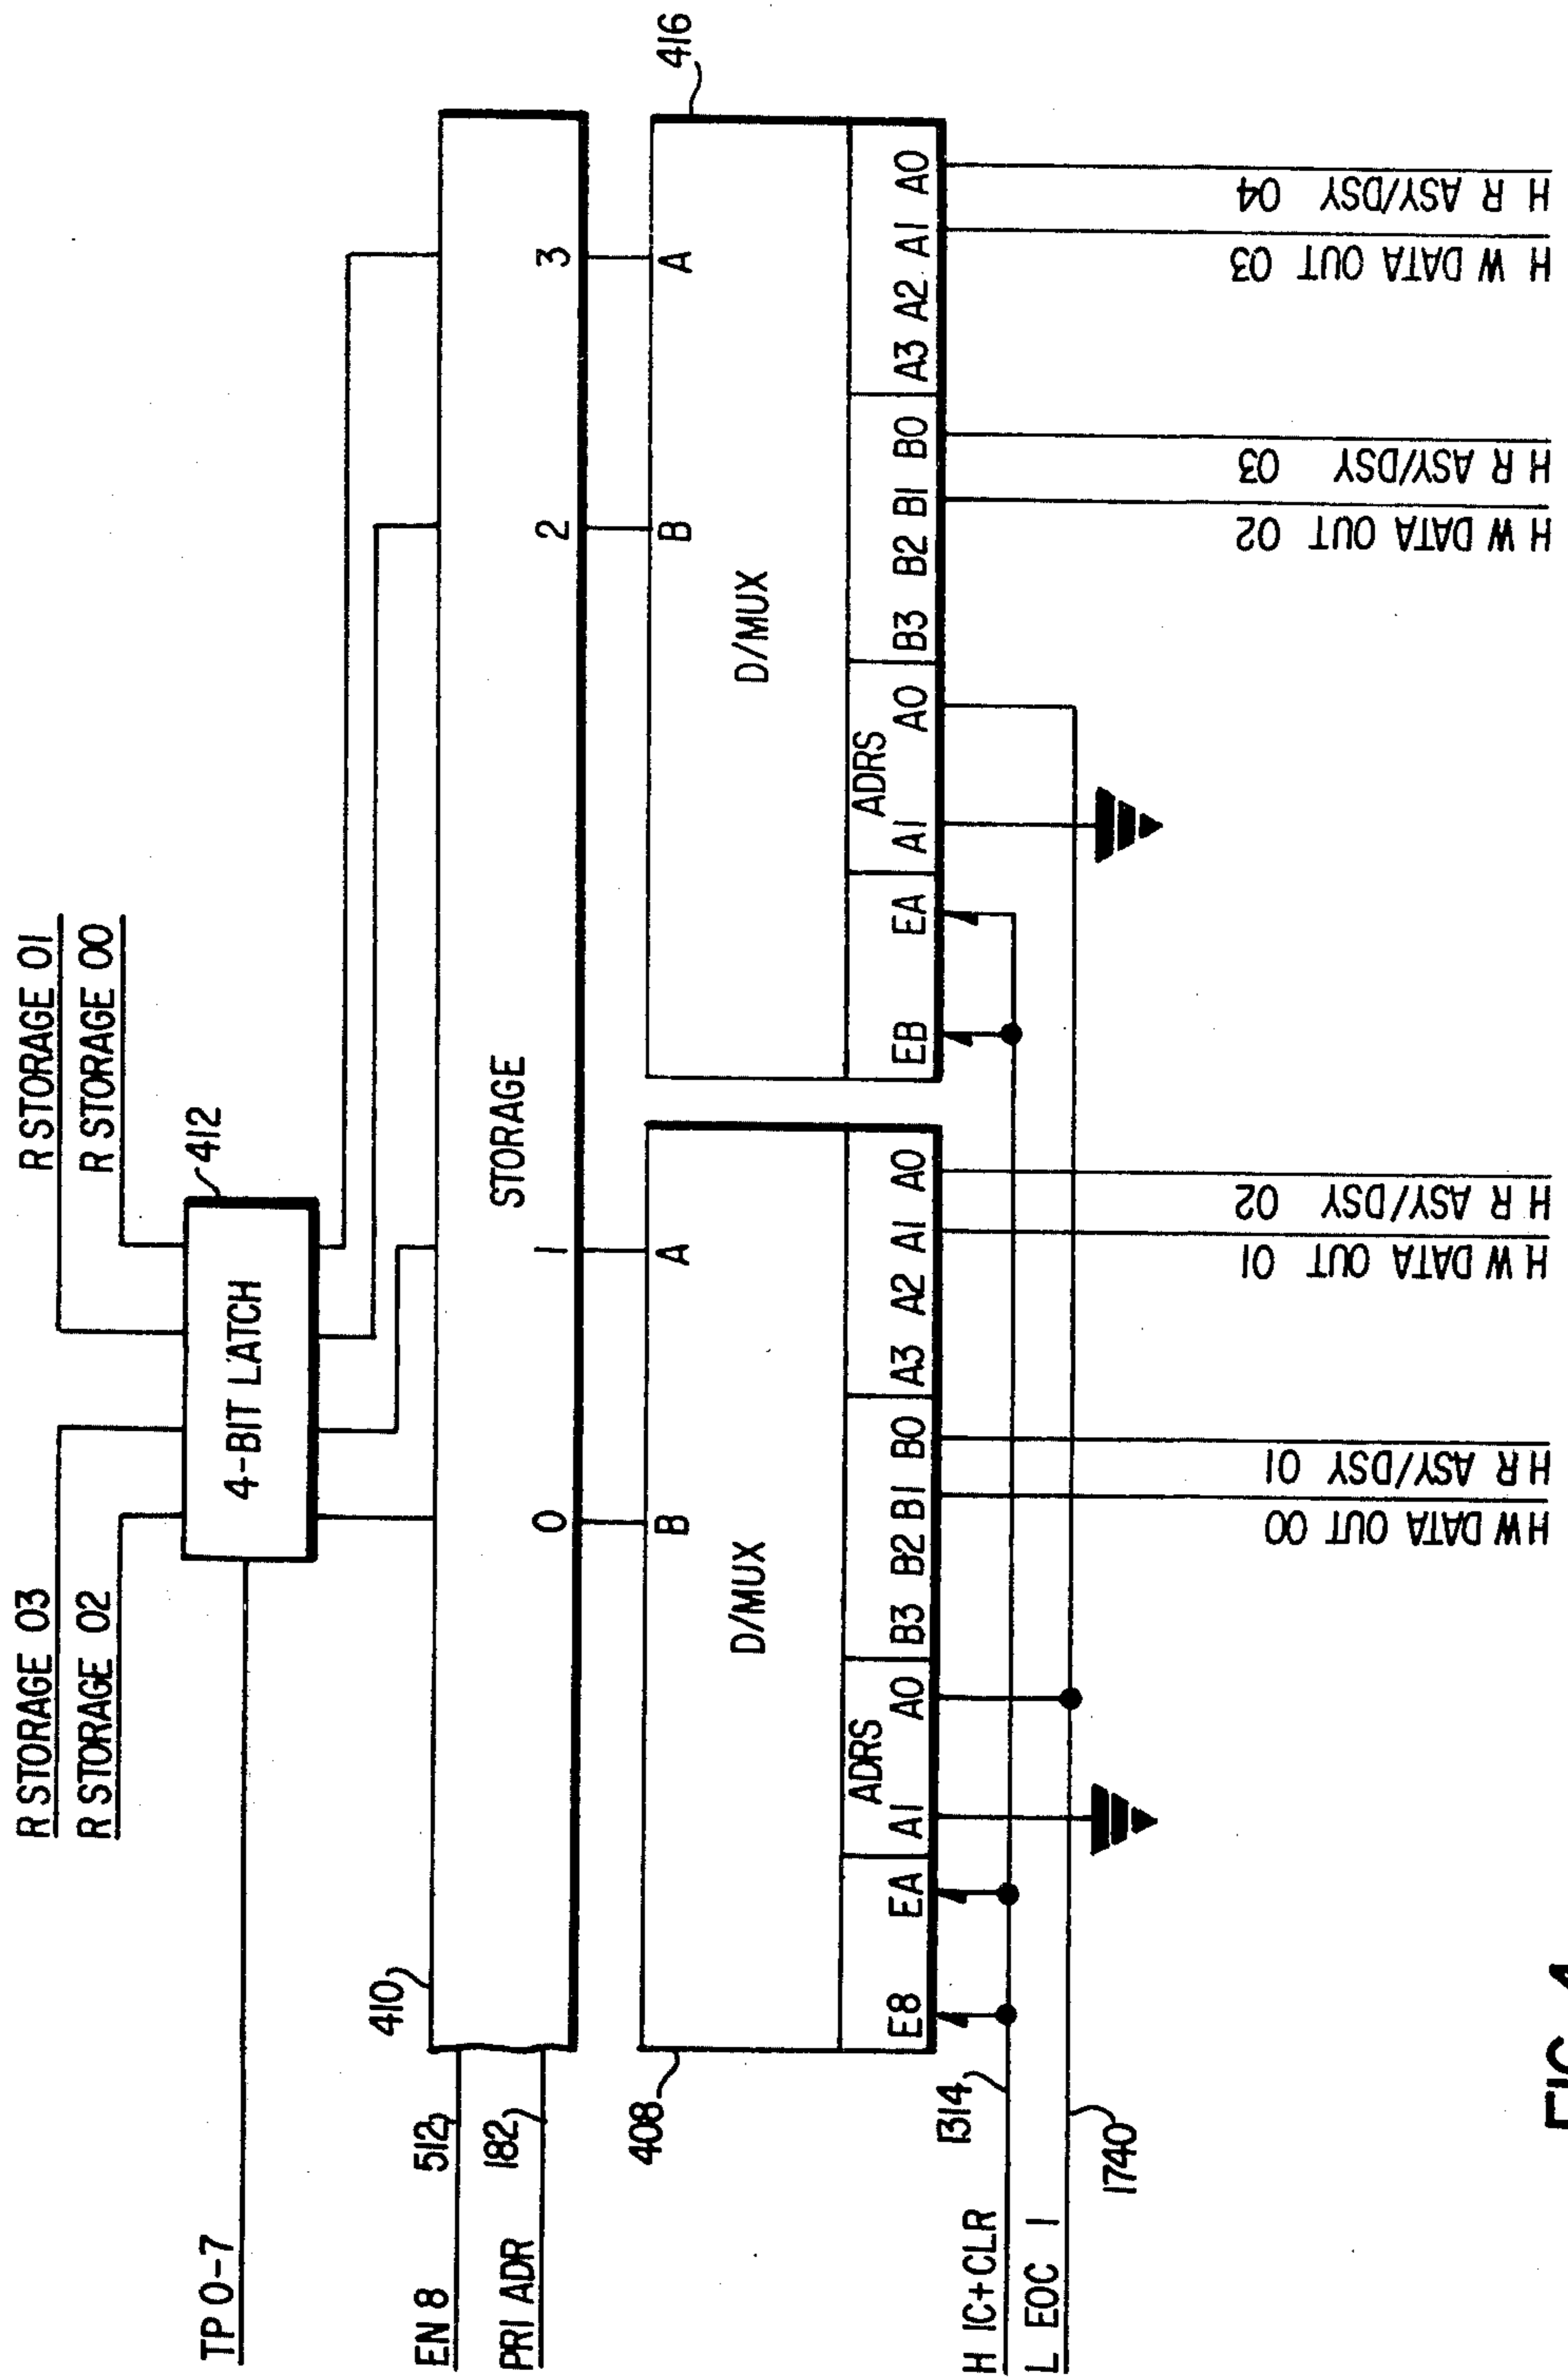 R STORAGE 03
R STORAGE 02
R STORAGE 01
R STORAGE 00
TP 0-7
4-BIT LATCH
412
410
EN 8
512
PRI ADR
182
STORAGE
0
1
2
3
408
B
A
D/MUX
E8 EA
ADRS
A1 A0
B3 B2 B1 B0
A3 A2 A1 A0
416
B
A
D/MUX
EB EA
ADRS
A1 A0
B3 B2 B1 B0
A3 A2 A1 A0
H IC+CLR
1314
L EOC 1
1740
H W DATA OUT 00
H R ASY/DSY 01
H W DATA OUT 01
H R ASY/DSY 02
H W DATA OUT 02
H R ASY/DSY 03
H W DATA OUT 03
H R ASY/DSY 04